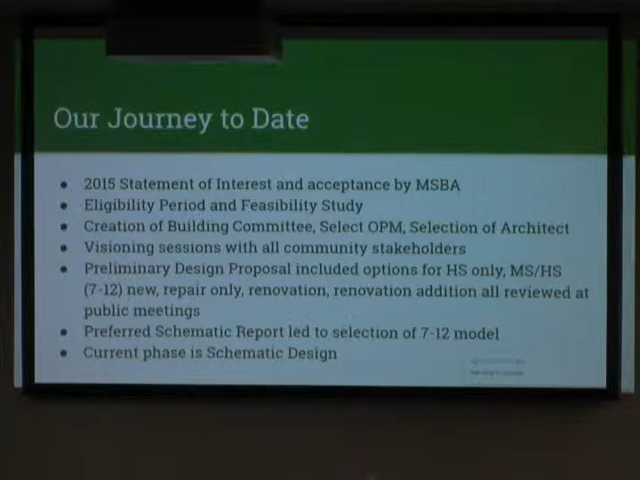 Our Journey to Date
• 2015 Statement of Interest and acceptance by MSBA
• Eligibility Period and Feasibility Study
• Creation of Building Committee, Select OPM, Selection of Architect
• Visioning sessions with all community stakeholders
• Preliminary Design Proposal included options for HS only, MS/HS
(7-12) new, repair only, renovation, renovation addition all reviewed at
public meetings
• Preferred Schematic Report led to selection of 7-12 model
• Current phase is Schematic Design